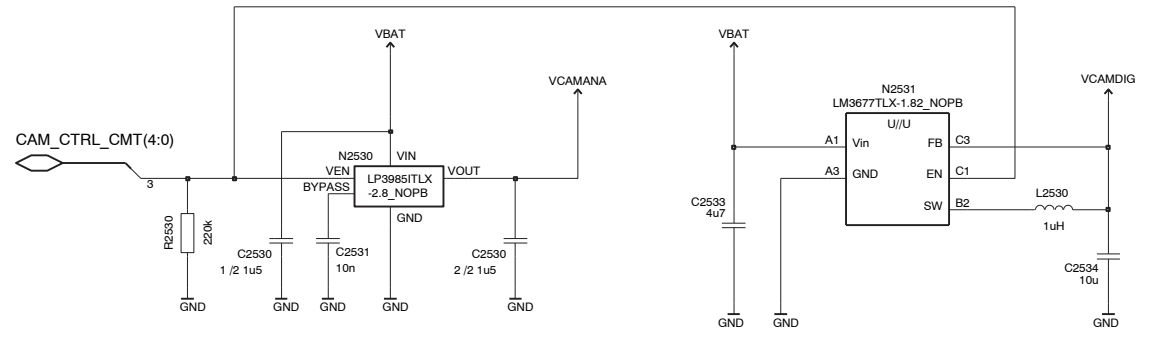 VBAT
VBAT
VCAMANA
N2531
VCAMDIG
LM3677TLX-1.82_NOPB
U//U
CAM_CTRL_CMT(4:0)
A1
Vin
FB
C3
N2530
VIN
VEN
LP3985ITLX
VOUT
A3
GND
EN
C1
3
BYPASS
-2.8_NOPB
L2530
GND
SW
B2
C2533
4u7
R2530
220k
1uH
C2530
1 /2 1u5
C2531
10n
C2530
2 /2 1u5
C2534
10u
GND
GND
GND
GND
GND
GND
GND
GND